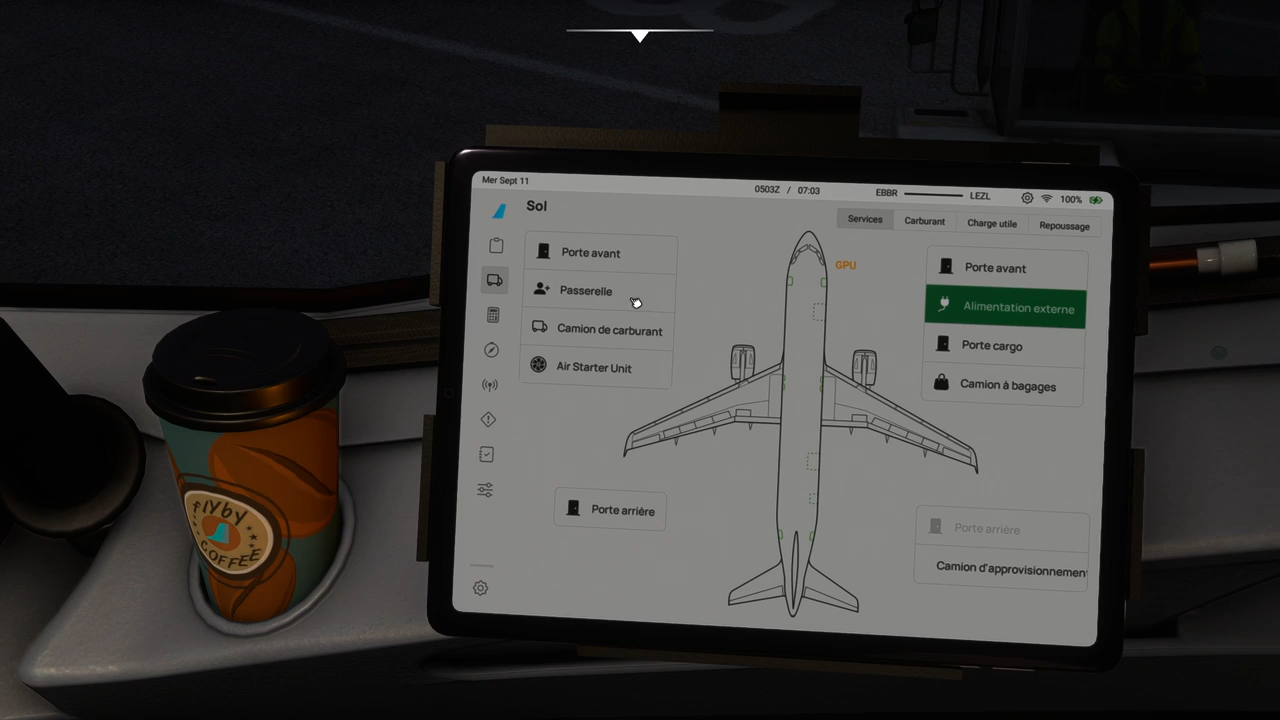 Mer Sept 11
0503Z / 07:03
EBBR
LEZL
100%
Sol
Services
Carburant
Charge utile
Repoussage
Porte avant
Passerelle
Camion de carburant
Air Starter Unit
GPU
Porte avant
Alimentation externe
Porte cargo
Camion à bagages
Porte arrière
Porte arrière
Camion d'approvisionnemen
flyby
COFFEE